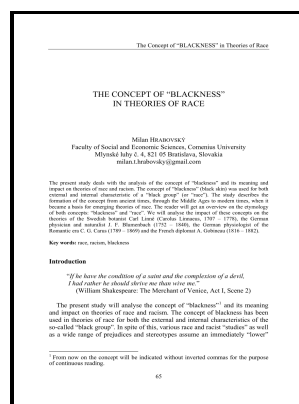 The Concept of "BLACKNESS" in Theories of Race
THE CONCEPT OF "BLACKNESS"
IN THEORIES OF RACE
Milan HRABOVSKÝ
Faculty of Social and Economic Sciences, Comenius University
Mlynské luhy č. 4, 821 05 Bratislava, Slovakia
milan.t.hrabovsky@gmail.com
The present study deals with the analysis of the concept of "blackness" and its meaning and
impact on theories of race and racism. The concept of "blackness" (black skin) was used for both
external and internal characteristic of a "black group" (or "race"). The study describes the
formation of the concept from ancient times, through the Middle Ages to modern times, when it
became a basis for emerging theories of race. The reader will get an overview on the etymology
of both concepts: "blackness" and "race". We will analyse the impact of these concepts on the
theories of the Swedish botanist Carl Linné (Carolus Linnaeus, 1707 – 1778), the German
physician and naturalist J. F. Blumenbach (1752 – 1840), the German physiologist of the
Romantic era C. G. Carus (1789 – 1869) and the French diplomat A. Gobineau (1816 – 1882).
Key words: race, racism, blackness
Introduction
"If he have the condition of a saint and the complexion of a devil,
I had rather he should shrive me than wive me."
(William Shakespeare: The Merchant of Venice, Act I, Scene 2)
The present study will analyse the concept of "blackness"1 and its meaning
and impact on theories of race and racism. The concept of blackness has been
used in theories of race for both the external and internal characteristics of the
so-called "black group". In spite of this, various race and racist "studies" as well
as a wide range of prejudices and stereotypes assume an immediately "lower"
1 From now on the concept will be indicated without inverted commas for the purpose
of continuous reading.
65